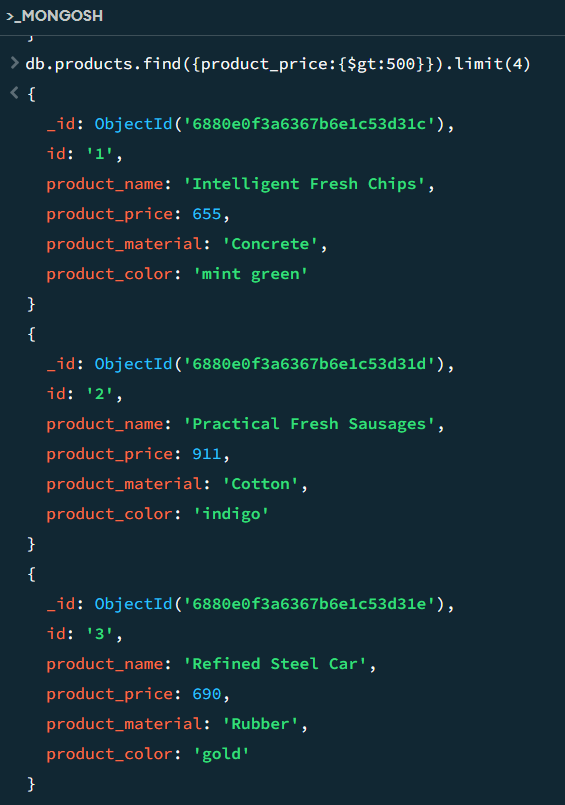 >_MONGOSH
}
> db.products.find({product_price:{$gt:500}}).limit(4)
< {
_id: ObjectId('6880e0f3a6367b6e1c53d31c'),
id: '1',
product_name: 'Intelligent Fresh Chips',
product_price: 655,
product_material: 'Concrete',
product_color: 'mint green'
}
{
_id: ObjectId('6880e0f3a6367b6e1c53d31d'),
id: '2',
product_name: 'Practical Fresh Sausages',
product_price: 911,
product_material: 'Cotton',
product_color: 'indigo'
}
{
_id: ObjectId('6880e0f3a6367b6e1c53d31e'),
id: '3',
product_name: 'Refined Steel Car',
product_price: 690,
product_material: 'Rubber',
product_color: 'gold'
}